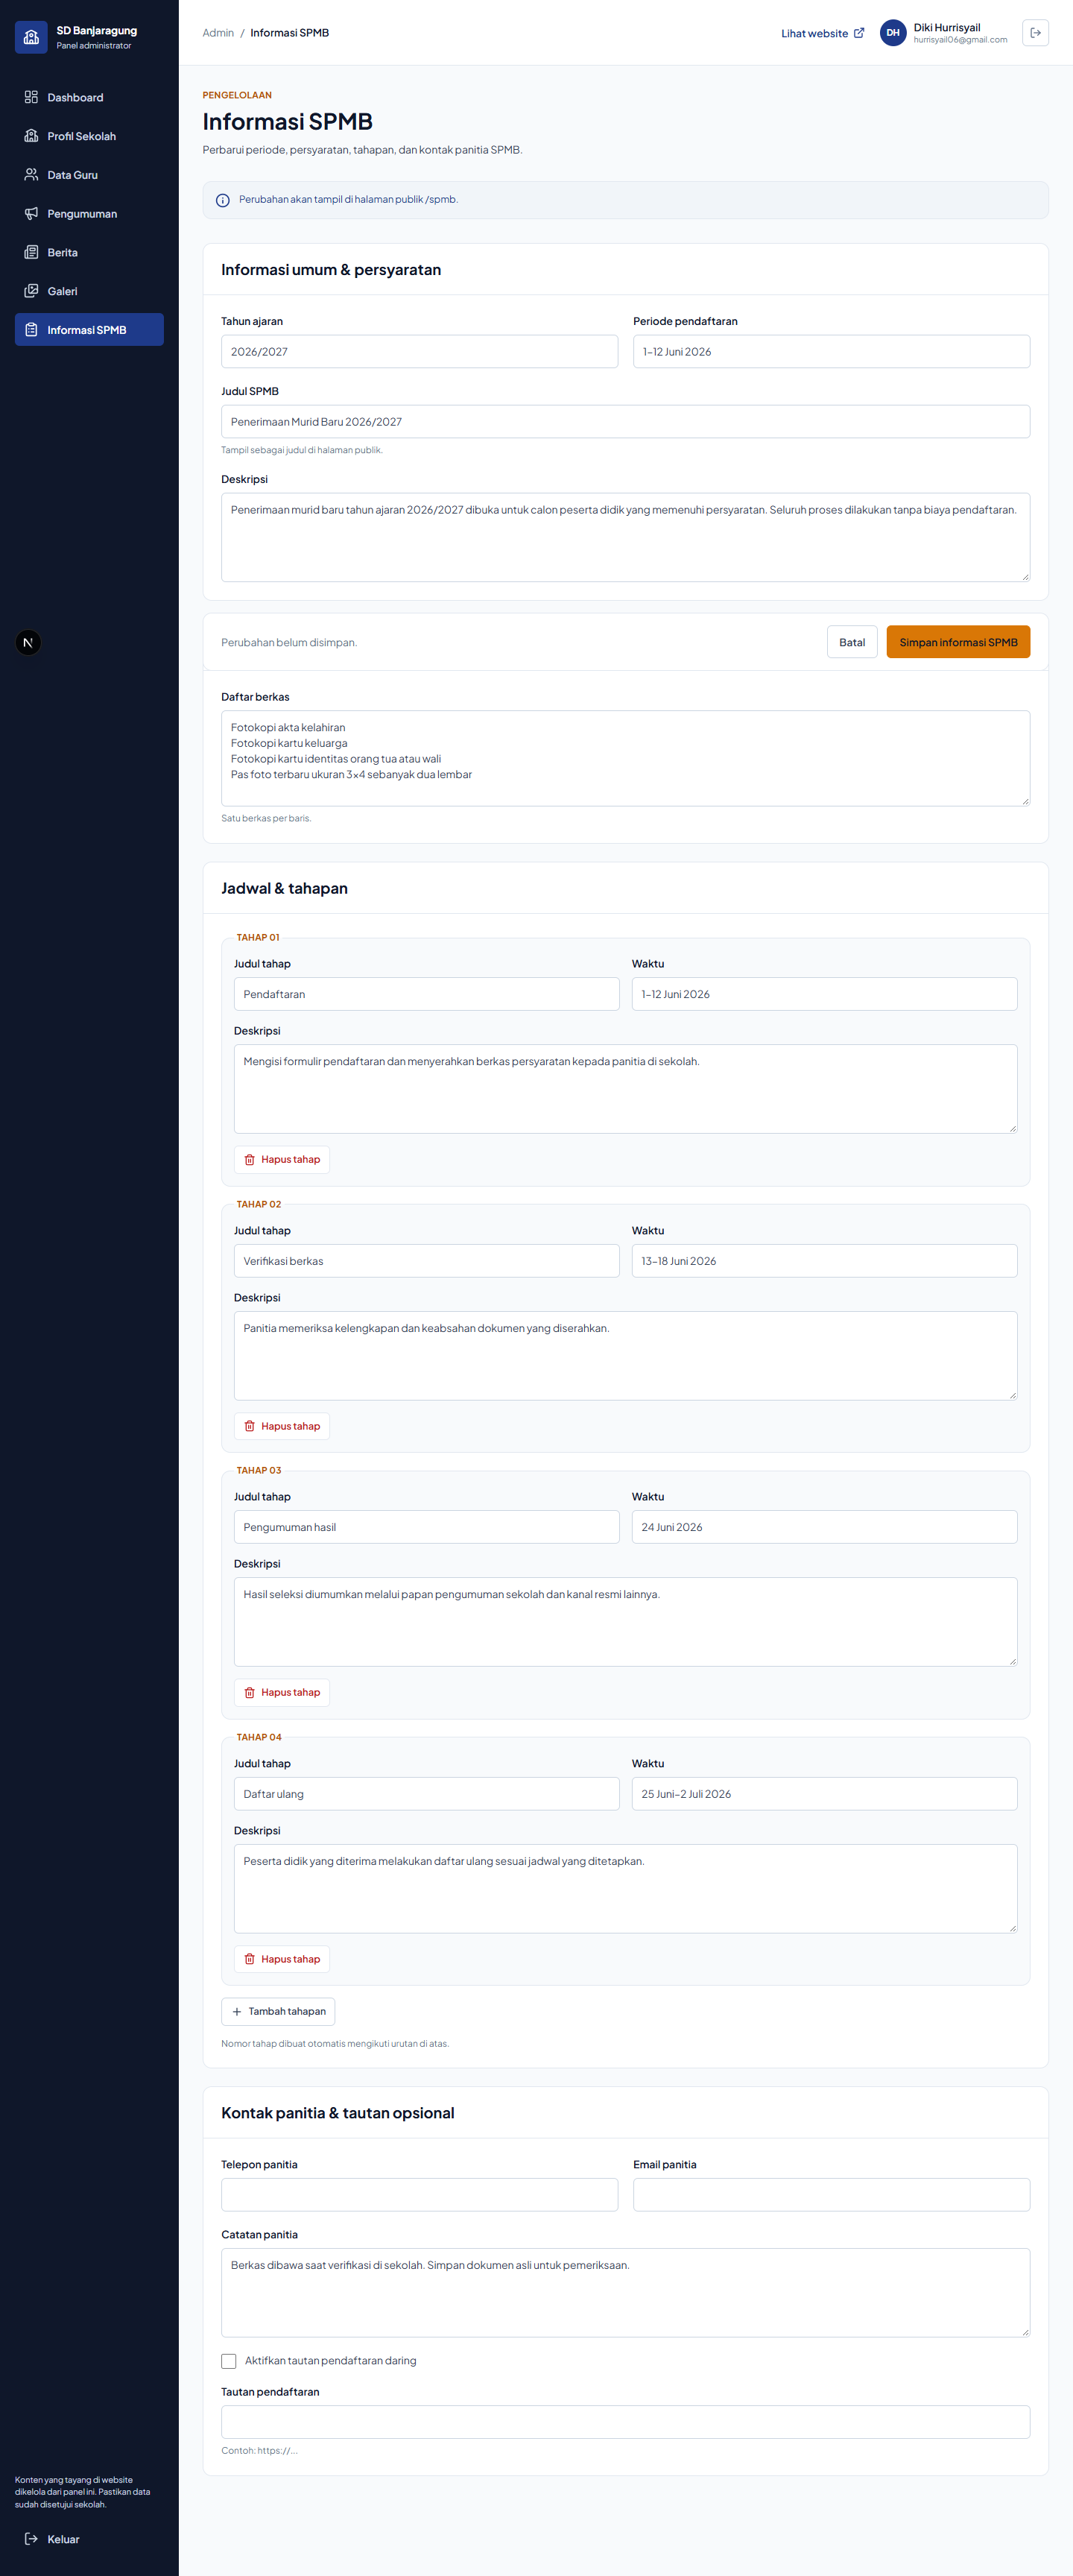 SD Banjaragung
Panel administrator
Dashboard
Profil Sekolah
Data Guru
Pengumuman
Berita
Galeri
Informasi SPMB
N
Konten yang tayang di website
dikelola dari panel ini. Pastikan data
sudah disetujui sekolah.
Keluar
Admin / Informasi SPMB
Lihat website
DH
Diki Hurrisyail
hurrisyail06@gmail.com
PENGELOLAAN
Informasi SPMB
Perbarui periode, persyaratan, tahapan, dan kontak panitia SPMB.
Perubahan akan tampil di halaman publik /spmb.
Informasi umum & persyaratan
Tahun ajaran
Periode pendaftaran
2026/2027
1–12 Juni 2026
Judul SPMB
Penerimaan Murid Baru 2026/2027
Tampil sebagai judul di halaman publik.
Deskripsi
Penerimaan murid baru tahun ajaran 2026/2027 dibuka untuk calon peserta didik yang memenuhi persyaratan. Seluruh proses dilakukan tanpa biaya pendaftaran.
Perubahan belum disimpan.
Batal
Simpan informasi SPMB
Daftar berkas
Fotokopi akta kelahiran
Fotokopi kartu keluarga
Fotokopi kartu identitas orang tua atau wali
Pas foto terbaru ukuran 3×4 sebanyak dua lembar
Satu berkas per baris.
Jadwal & tahapan
TAHAP 01
Judul tahap
Waktu
Pendaftaran
1–12 Juni 2026
Deskripsi
Mengisi formulir pendaftaran dan menyerahkan berkas persyaratan kepada panitia di sekolah.
Hapus tahap
TAHAP 02
Judul tahap
Waktu
Verifikasi berkas
13–18 Juni 2026
Deskripsi
Panitia memeriksa kelengkapan dan keabsahan dokumen yang diserahkan.
Hapus tahap
TAHAP 03
Judul tahap
Waktu
Pengumuman hasil
24 Juni 2026
Deskripsi
Hasil seleksi diumumkan melalui papan pengumuman sekolah dan kanal resmi lainnya.
Hapus tahap
TAHAP 04
Judul tahap
Waktu
Daftar ulang
25 Juni–2 Juli 2026
Deskripsi
Peserta didik yang diterima melakukan daftar ulang sesuai jadwal yang ditetapkan.
Hapus tahap
Tambah tahapan
Nomor tahap dibuat otomatis mengikuti urutan di atas.
Kontak panitia & tautan opsional
Telepon panitia
Email panitia
Catatan panitia
Berkas dibawa saat verifikasi di sekolah. Simpan dokumen asli untuk pemeriksaan.
Aktifkan tautan pendaftaran daring
Tautan pendaftaran
Contoh: https://...